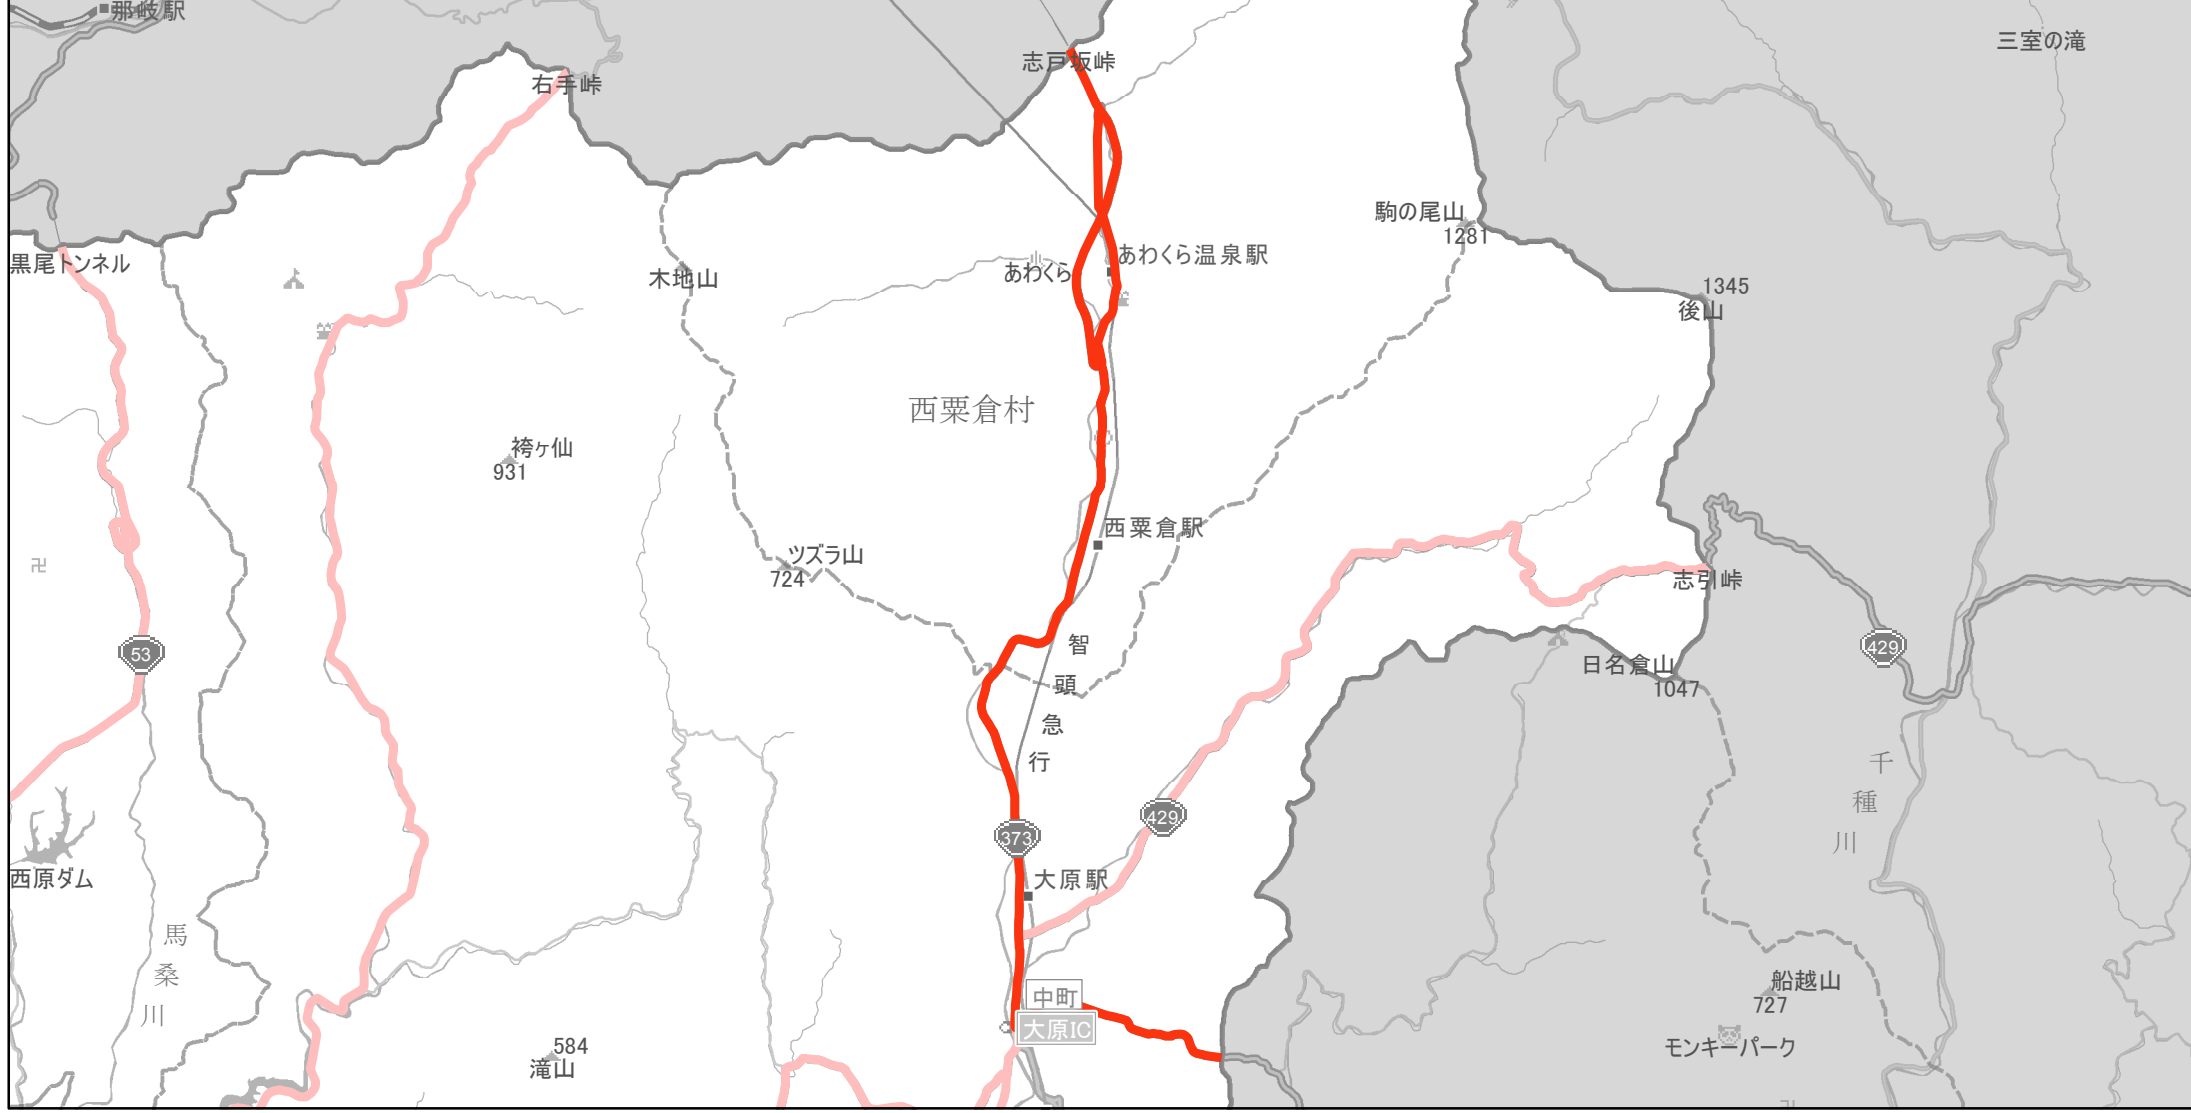 那岐駅
三室の滝
志戸坂峠
右手峠
駒の尾山
1281
黒尾トンネル
木地山
あわくら
あわくら温泉駅
1345
後山
西粟倉村
袴ヶ仙
931
西粟倉駅
ツズラ山
724
志引峠
53
智頭急行
429
日名倉山
1047
千種川
429
373
西原ダム
大原駅
馬桑川
中町
船越山
727
大原IC
584
滝山
モンキーパーク